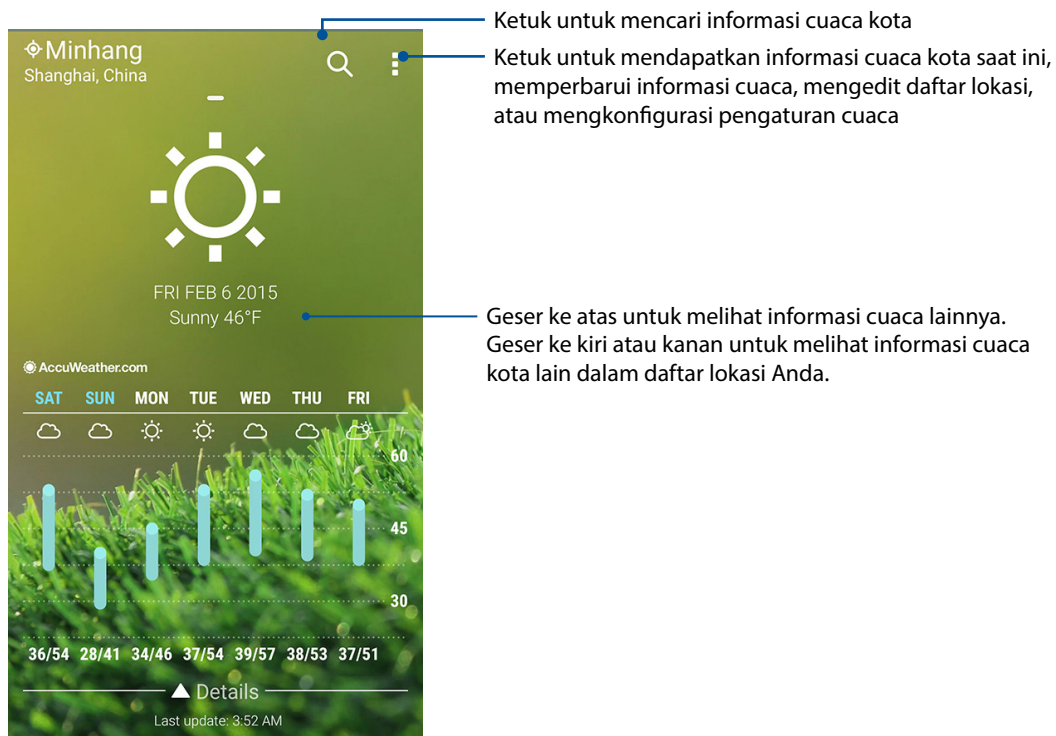 Ketuk untuk mencari informasi cuaca kota
Ketuk untuk mendapatkan informasi cuaca kota saat ini,
memperbarui informasi cuaca, mengedit daftar lokasi,
atau mengkonfigurasi pengaturan cuaca
Minhang
Shanghai, China
FRI FEB 6 2015
Sunny 46°F
Geser ke atas untuk melihat informasi cuaca lainnya.
Geser ke kiri atau kanan untuk melihat informasi cuaca
kota lain dalam daftar lokasi Anda.
AccuWeather.com
SAT SUN MON TUE WED THU FRI
60
45
30
36/54 28/41 34/46 37/54 39/57 38/53 37/51
Details
Last update: 3:52 AM